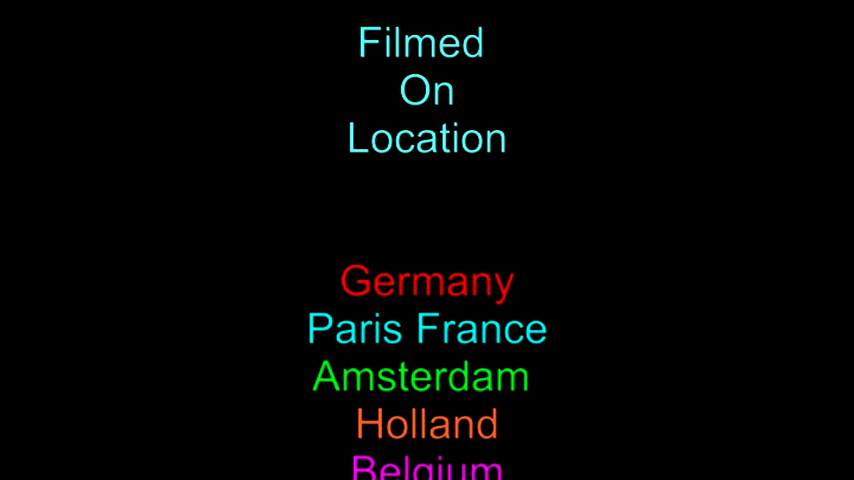 Filmed
On
Location
Germany
Paris France
Amsterdam
Holland
Belgium